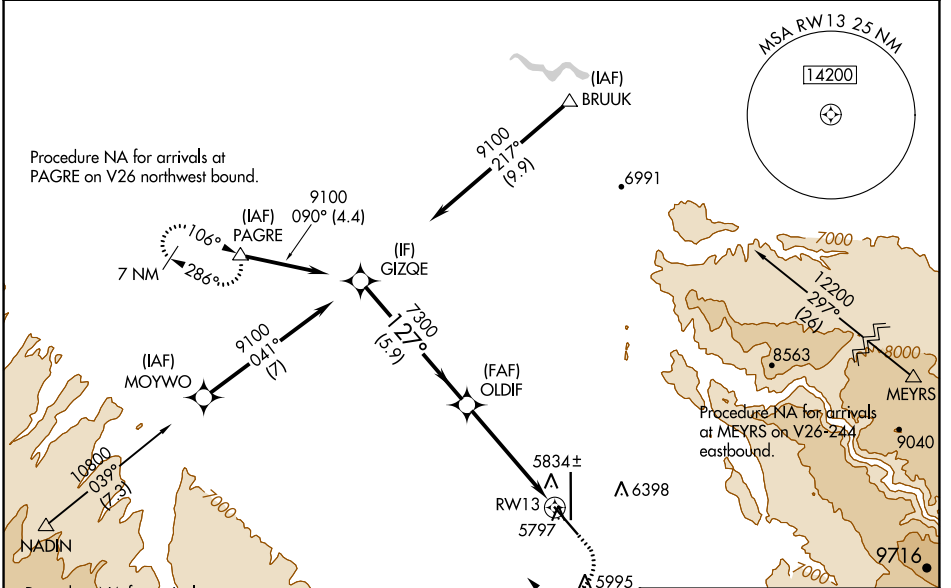 MSA RW13 25 NM
14200
(IAF)
BRUUK
9100
217°
(9.9)
Procedure NA for arrivals at
PAGRE on V26 northwest bound.
6991
9100
090° (4.4)
(IAF)
PAGRE
106°
286°
7 NM
(IF)
GIZQE
7000
12200
297°
(26)
7300
127°
(5.9)
9100
041°
(7)
(IAF)
MOYWO
8563
8000
MEYRS
(FAF)
OLDIF
Procedure NA for arrivals
at MEYRS on V26-244
eastbound.
9040
10800
039°
(7.3)
NADIN
7000
5834±
6398
RW13
5797
9716
7000
5995